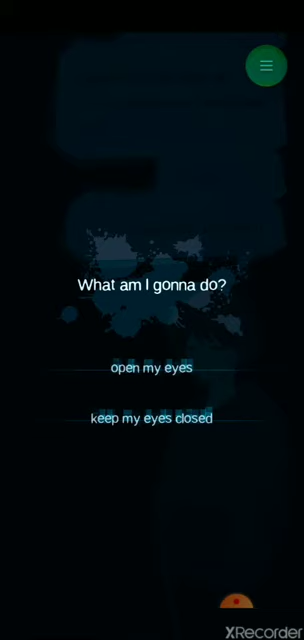 What am I gonna do?
open my eyes
keep my eyes closed
XRecorder